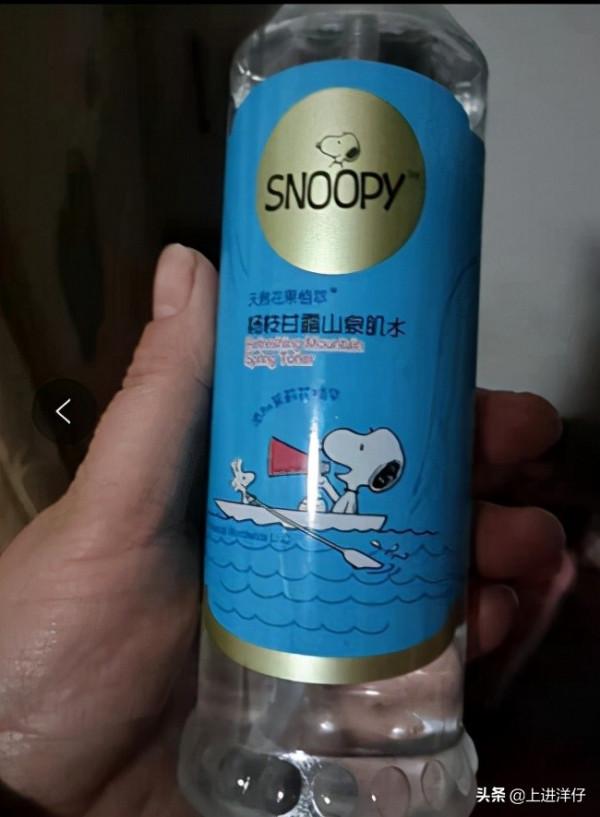 SNOOPY™
天然花果植萃
杨枝甘露山泉肌水
Refreshing Mountain
Spring Toner
头条 @上进洋仔